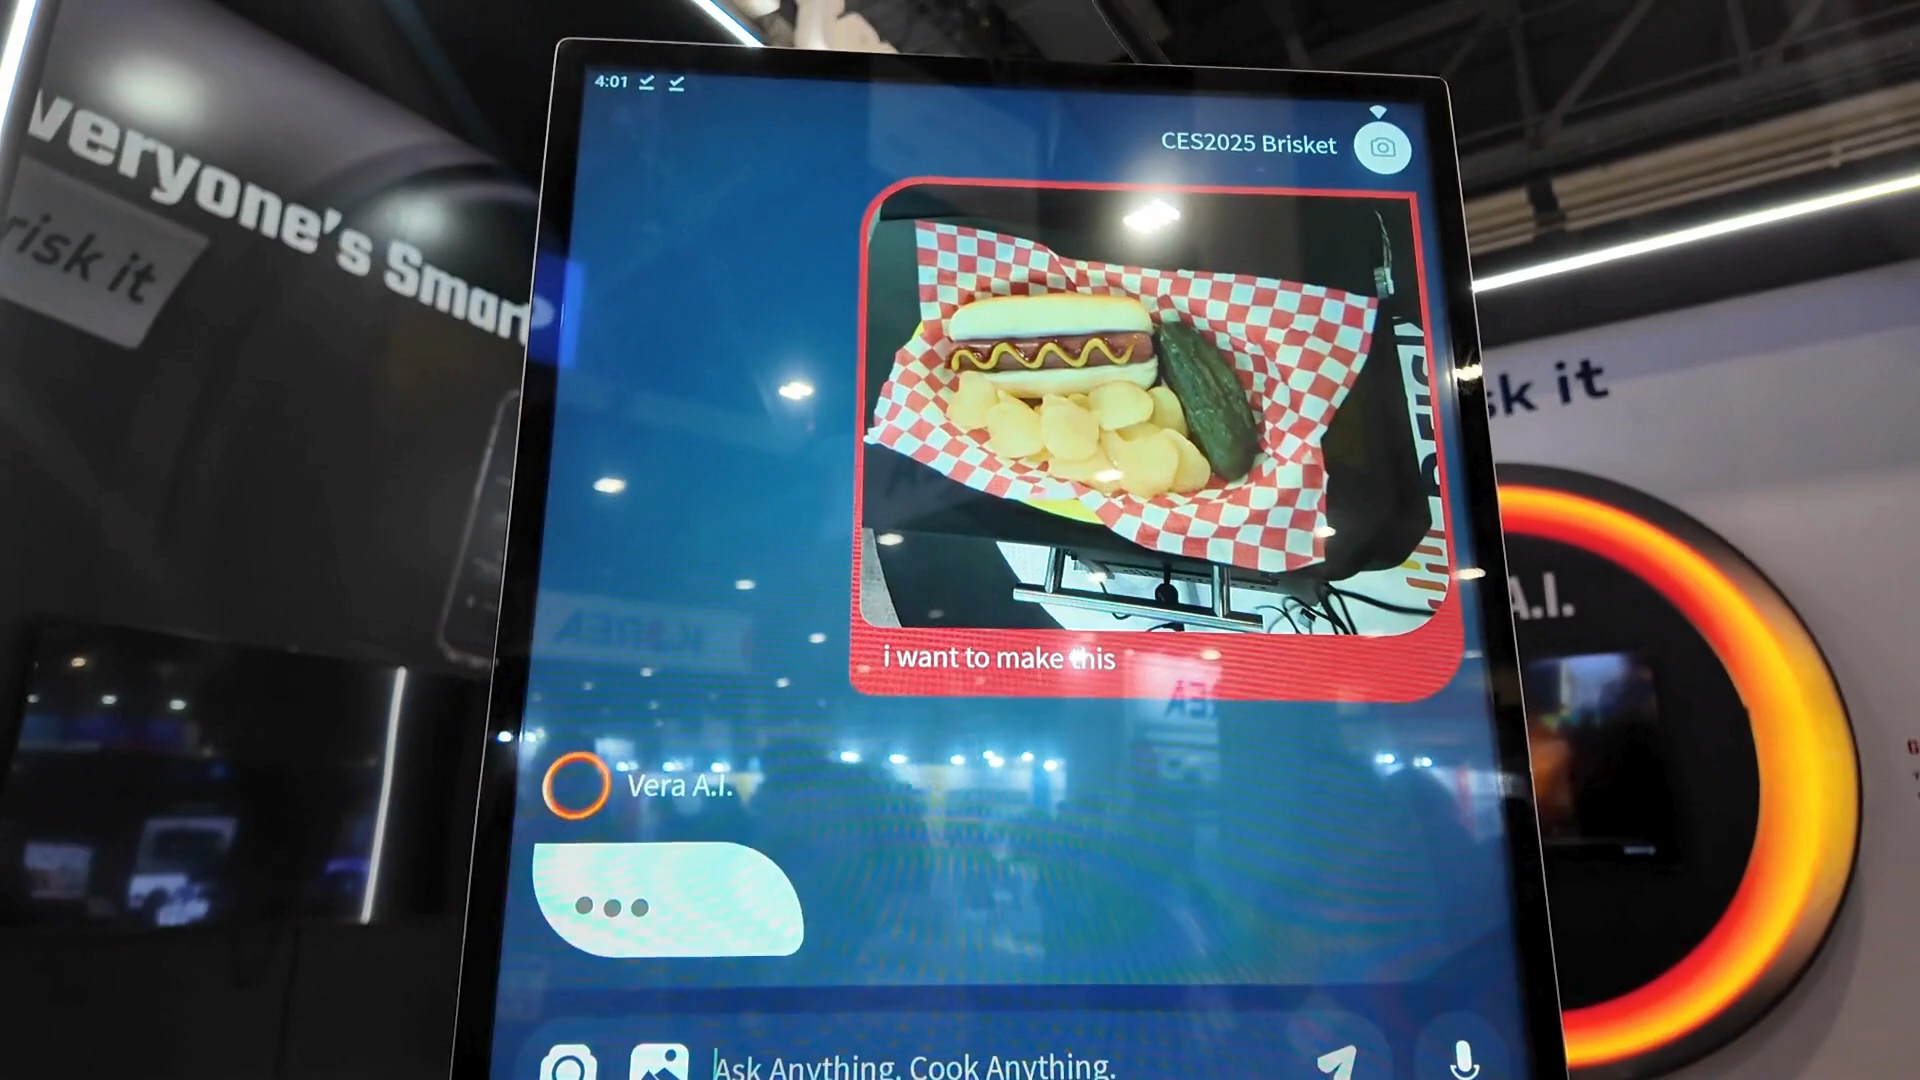 4:01
CES2025 Brisket
veryone's Smart
risk it
sk it
i want to make this
A.I.
Vera A.I.
Ask Anything. Cook Anything.
KOREA